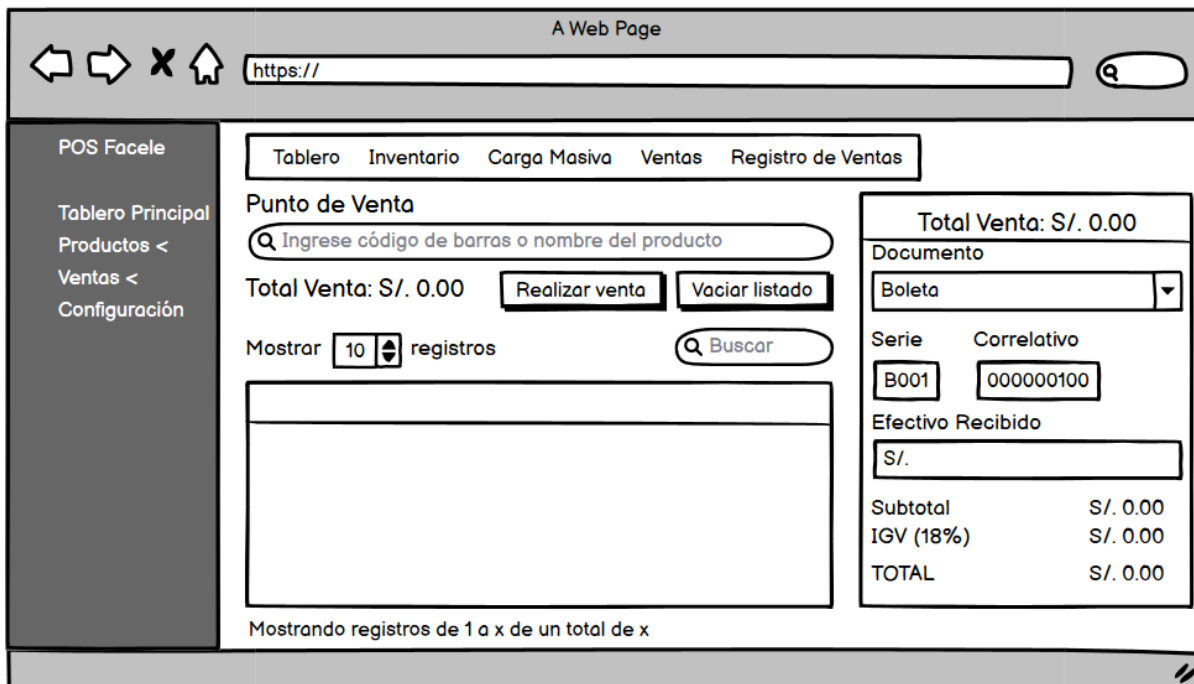 A Web Page
https://
POS Facele
Tablero Principal
Productos <
Ventas <
Configuración
Tablero Inventario Carga Masiva Ventas Registro de Ventas
Punto de Venta
Ingrese código de barras o nombre del producto
Total Venta: S/. 0.00 Realizar venta Vaciar listado
Mostrar 10 registros Buscar
Mostrando registros de 1 a x de un total de x
Total Venta: S/. 0.00
Documento
Boleta
Serie Correlativo
B001 000000100
Efectivo Recibido
S/.
Subtotal S/. 0.00
IGV (18%) S/. 0.00
TOTAL S/. 0.00